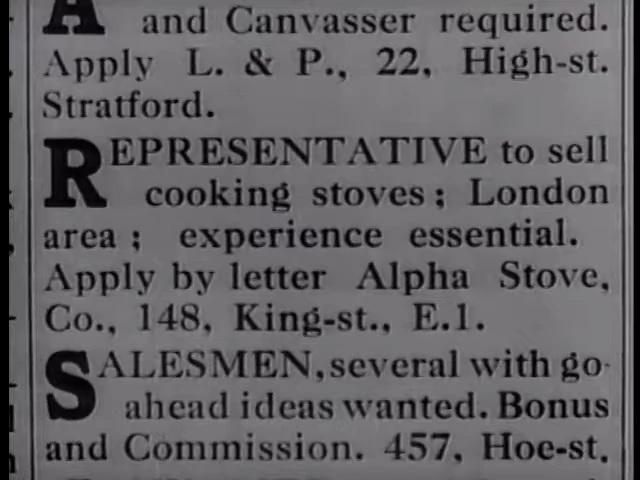 A and Canvasser required.
Apply L. & P., 22, High-st.
Stratford.
REPRESENTATIVE to sell
cooking stoves; London
area; experience essential.
Apply by letter Alpha Stove,
Co., 148, King-st., E.1.
SALESMEN, several with go-
ahead ideas wanted. Bonus
and Commission. 457, Hoe-st.